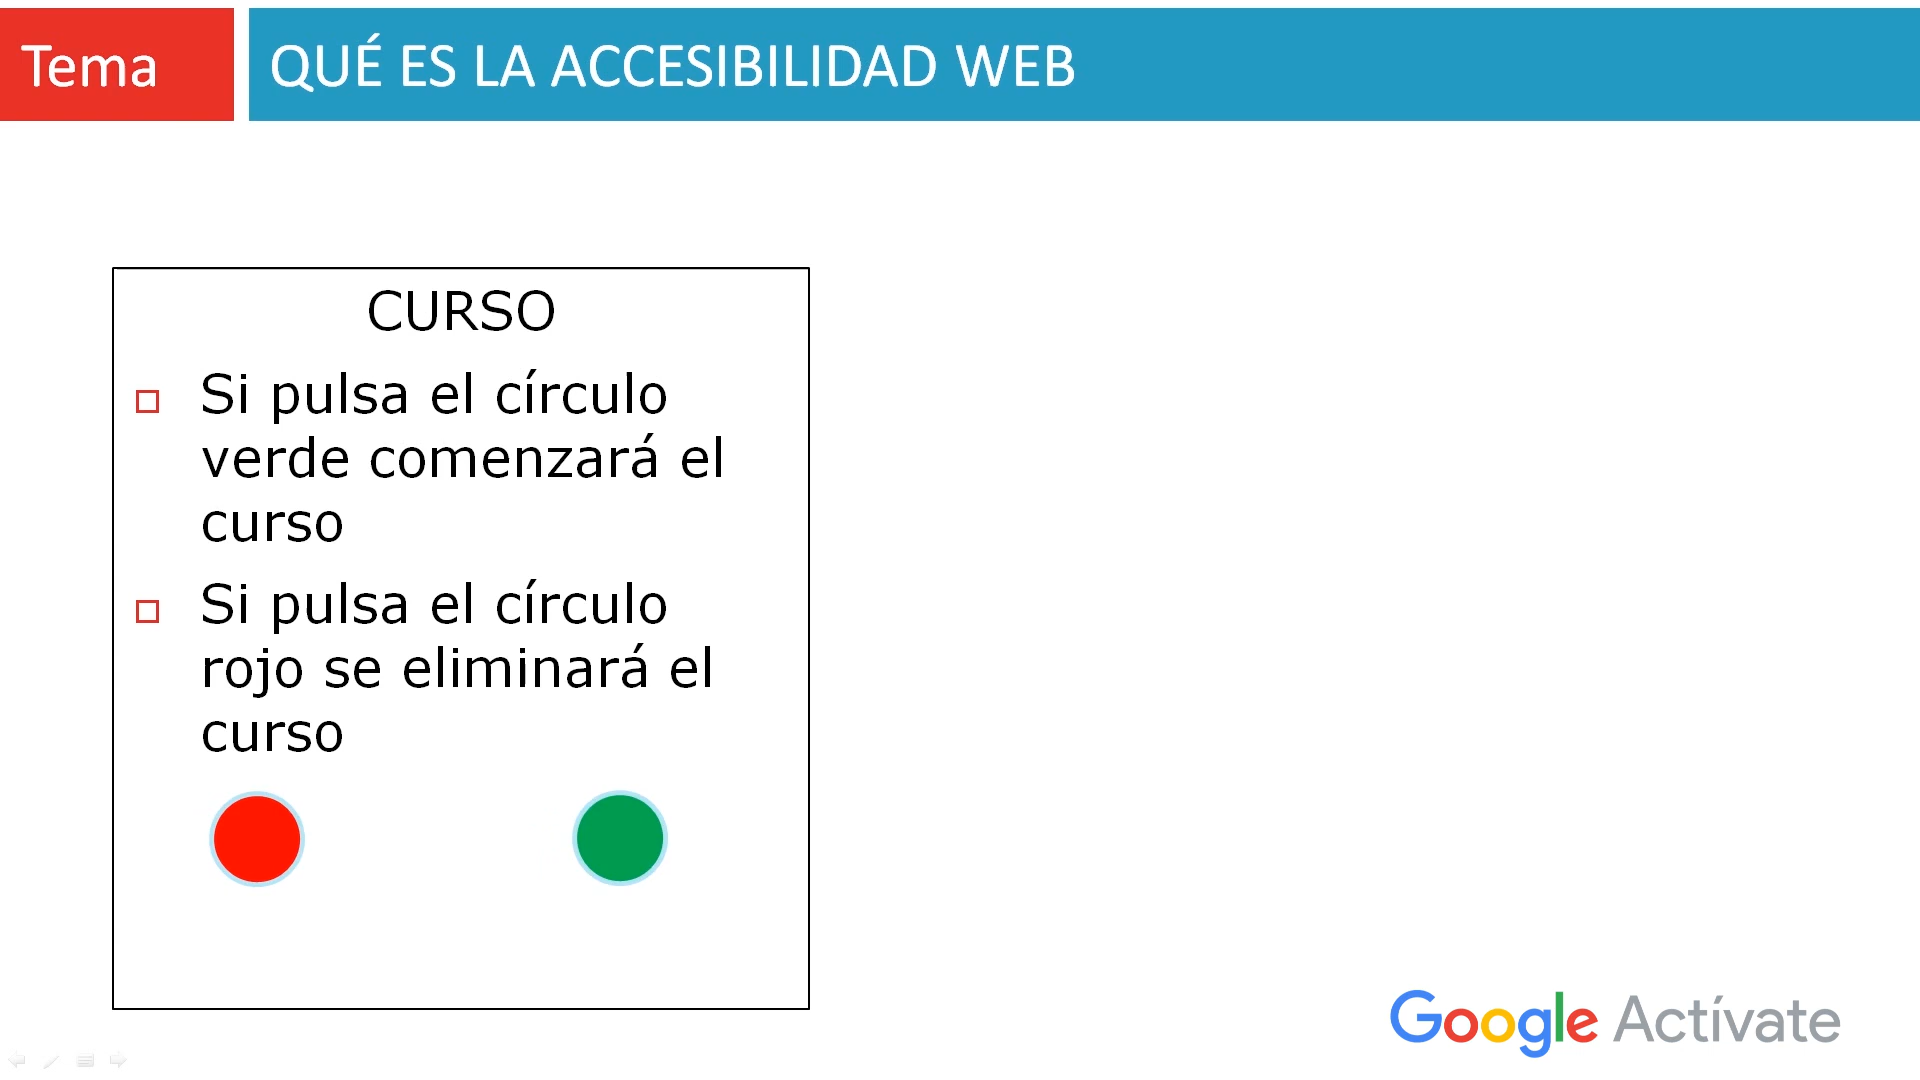 Tema
QUÉ ES LA ACCESIBILIDAD WEB
CURSO
Si pulsa el círculo
verde comenzará el
curso
Si pulsa el círculo
rojo se eliminará el
curso
Google Actívate